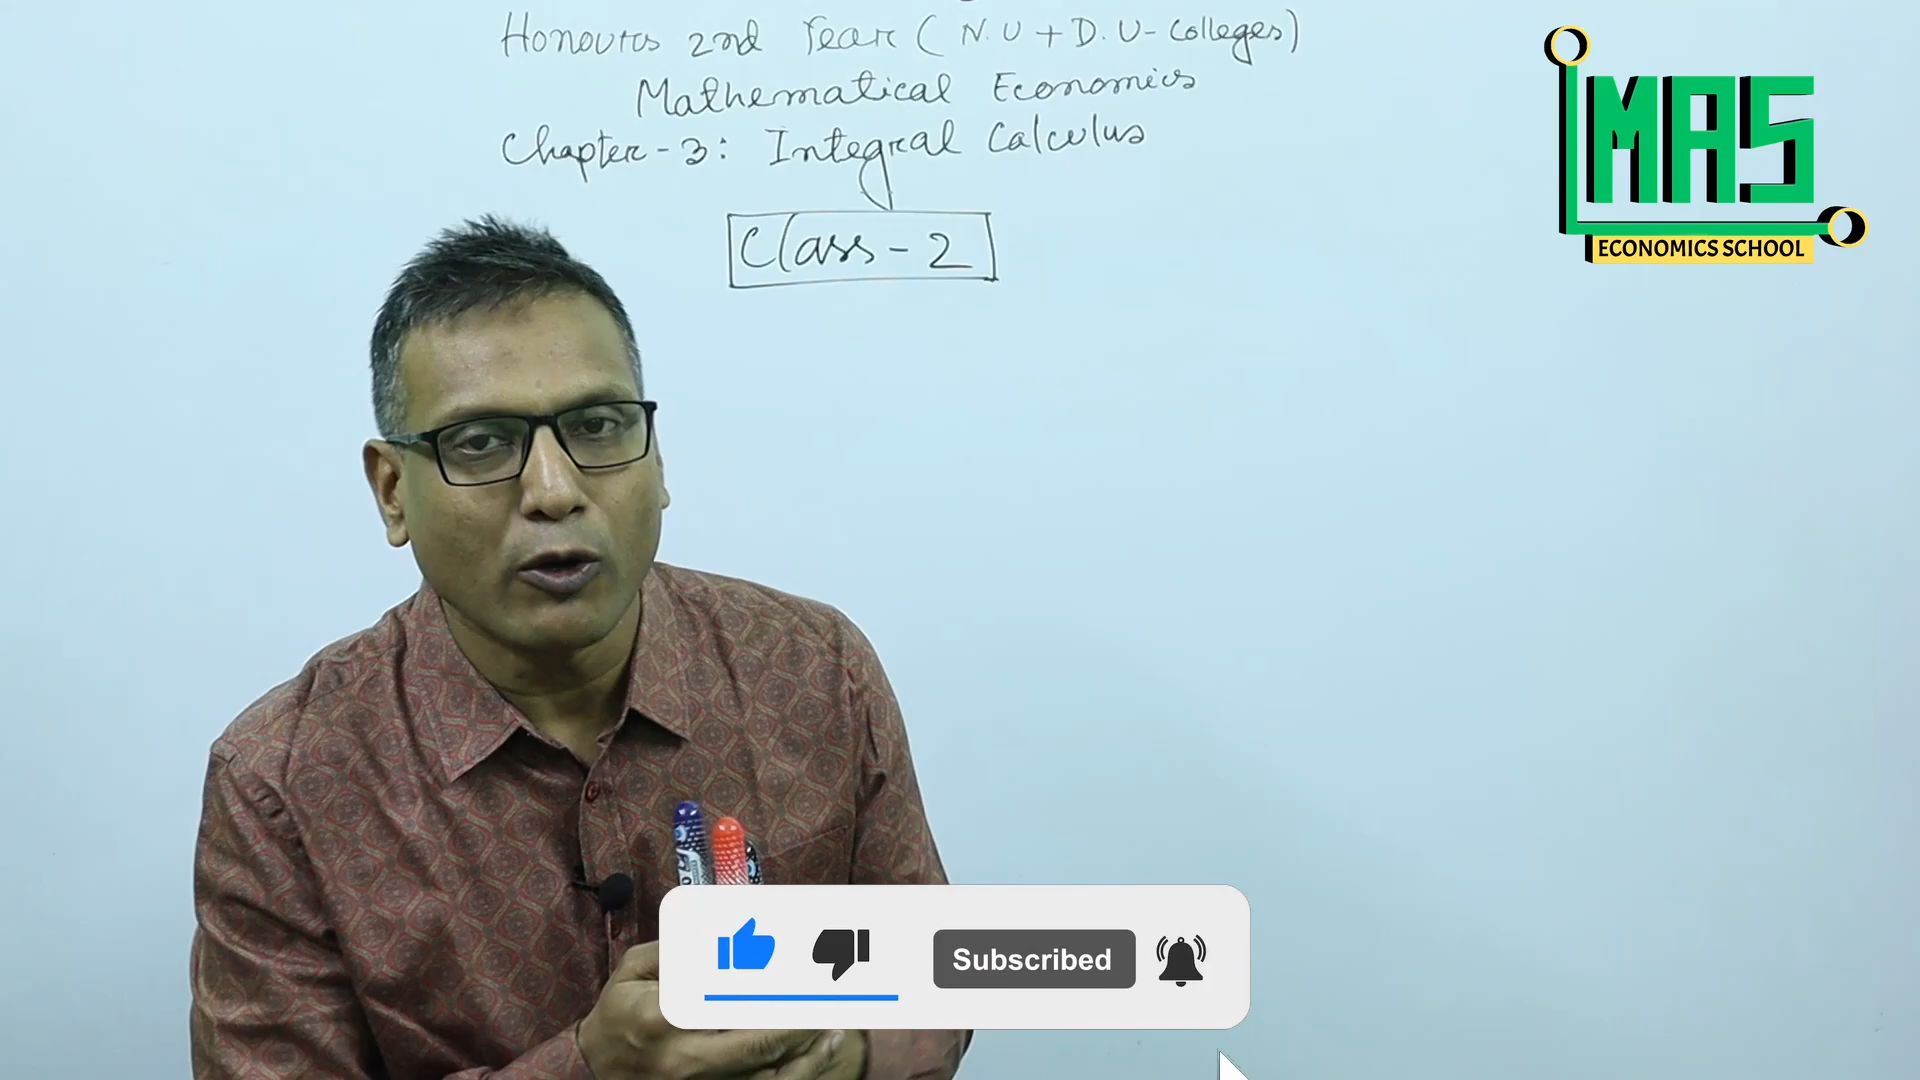 Honours 2nd Year ( N.U + D.U - Colleges)
Mathematical Economics
Chapter - 3 : Integral Calculus
Class - 2
MAS
ECONOMICS SCHOOL
Subscribed